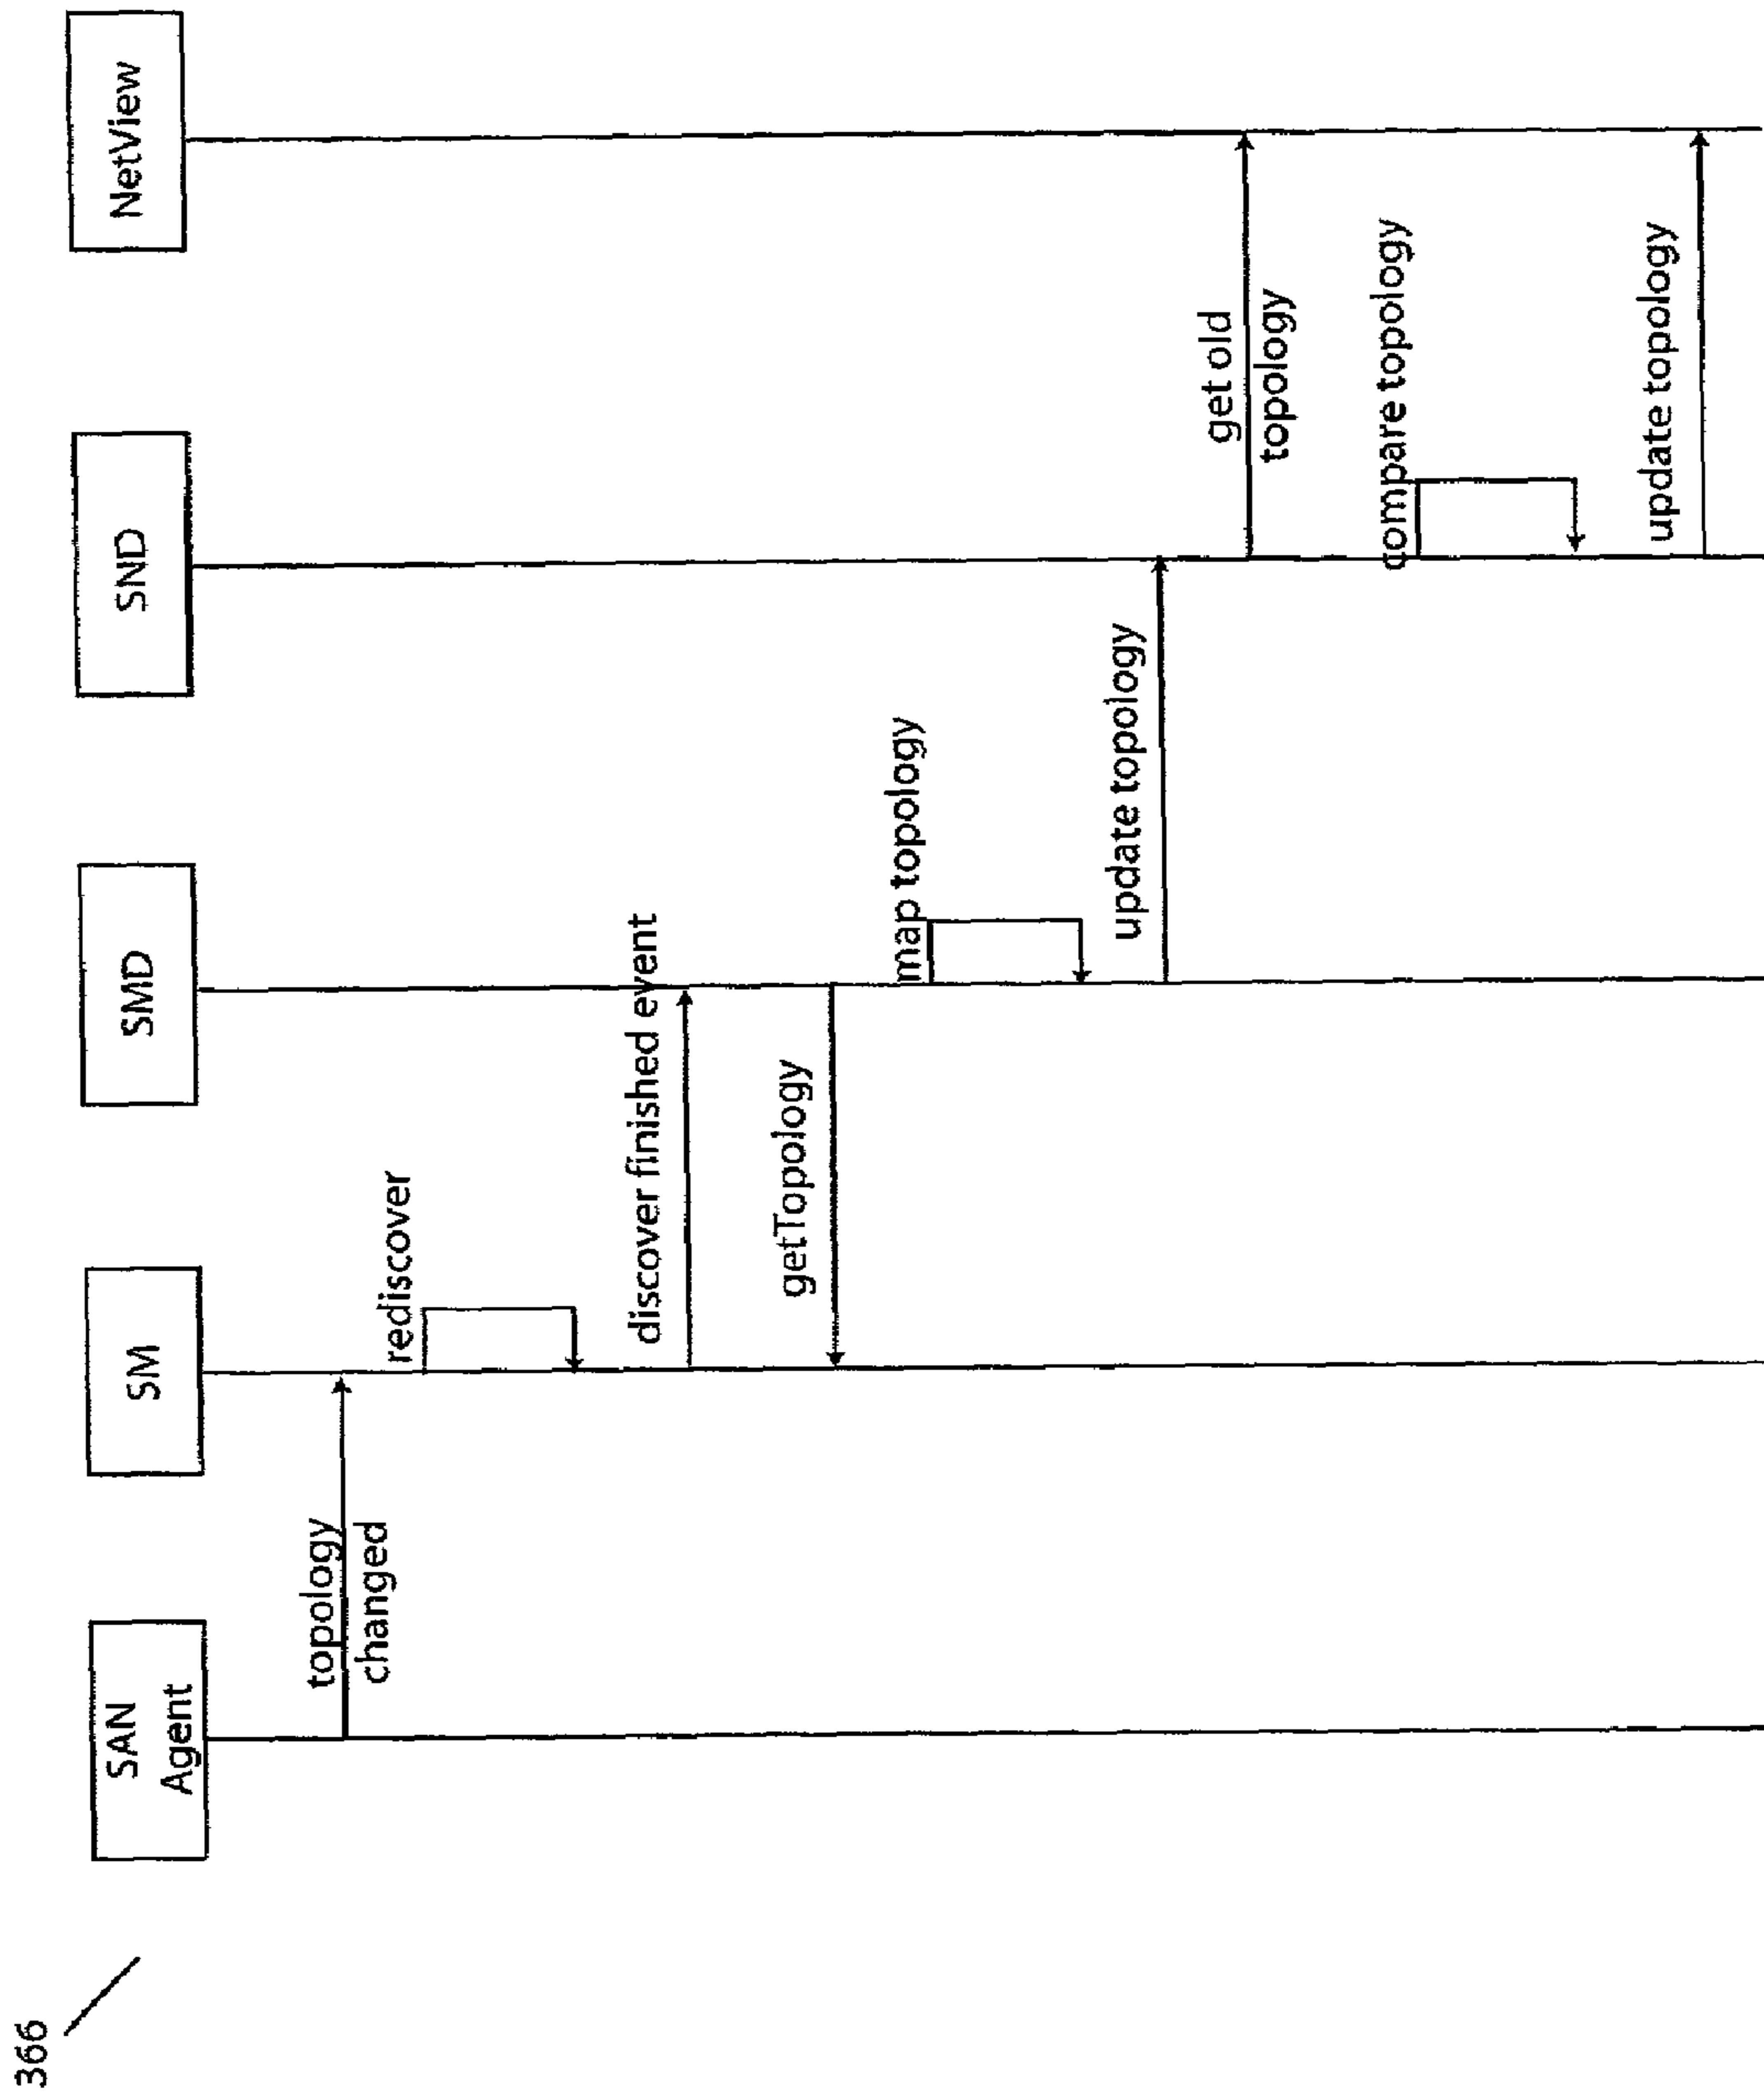 366
SAN
Agent
SM
SMD
SND
NetView
topology
changed
rediscover
discover finished event
getTopology
map topology
update topology
get old
topology
compare topology
update topology